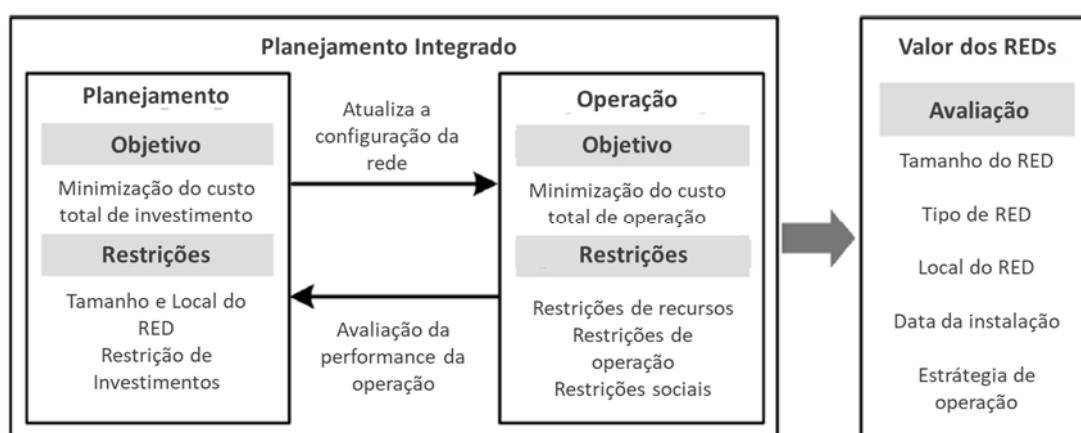 Planejamento Integrado
Planejamento
Objetivo
Minimização do custo
total de investimento
Restrições
Tamanho e Local do
RED
Restrição de
Investimentos
Atualiza a
configuração da
rede
Avaliação da
performance da
operação
Operação
Objetivo
Minimização do custo
total de operação
Restrições
Restrições de recursos
Restrições de
operação
Restrições sociais
Valor dos REDs
Avaliação
Tamanho do RED
Tipo de RED
Local do RED
Data da instalação
Estrátegia de
operação